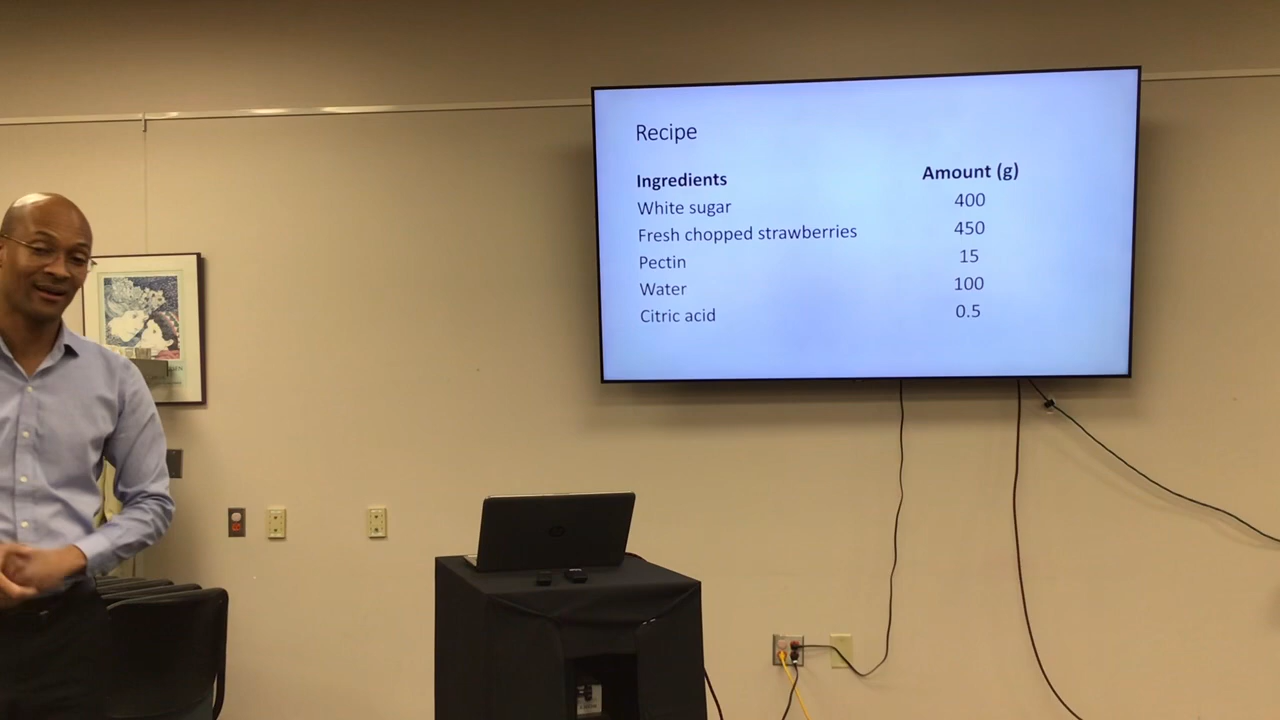 Recipe
Ingredients Amount (g)
White sugar 400
Fresh chopped strawberries 450
Pectin 15
Water 100
Citric acid 0.5